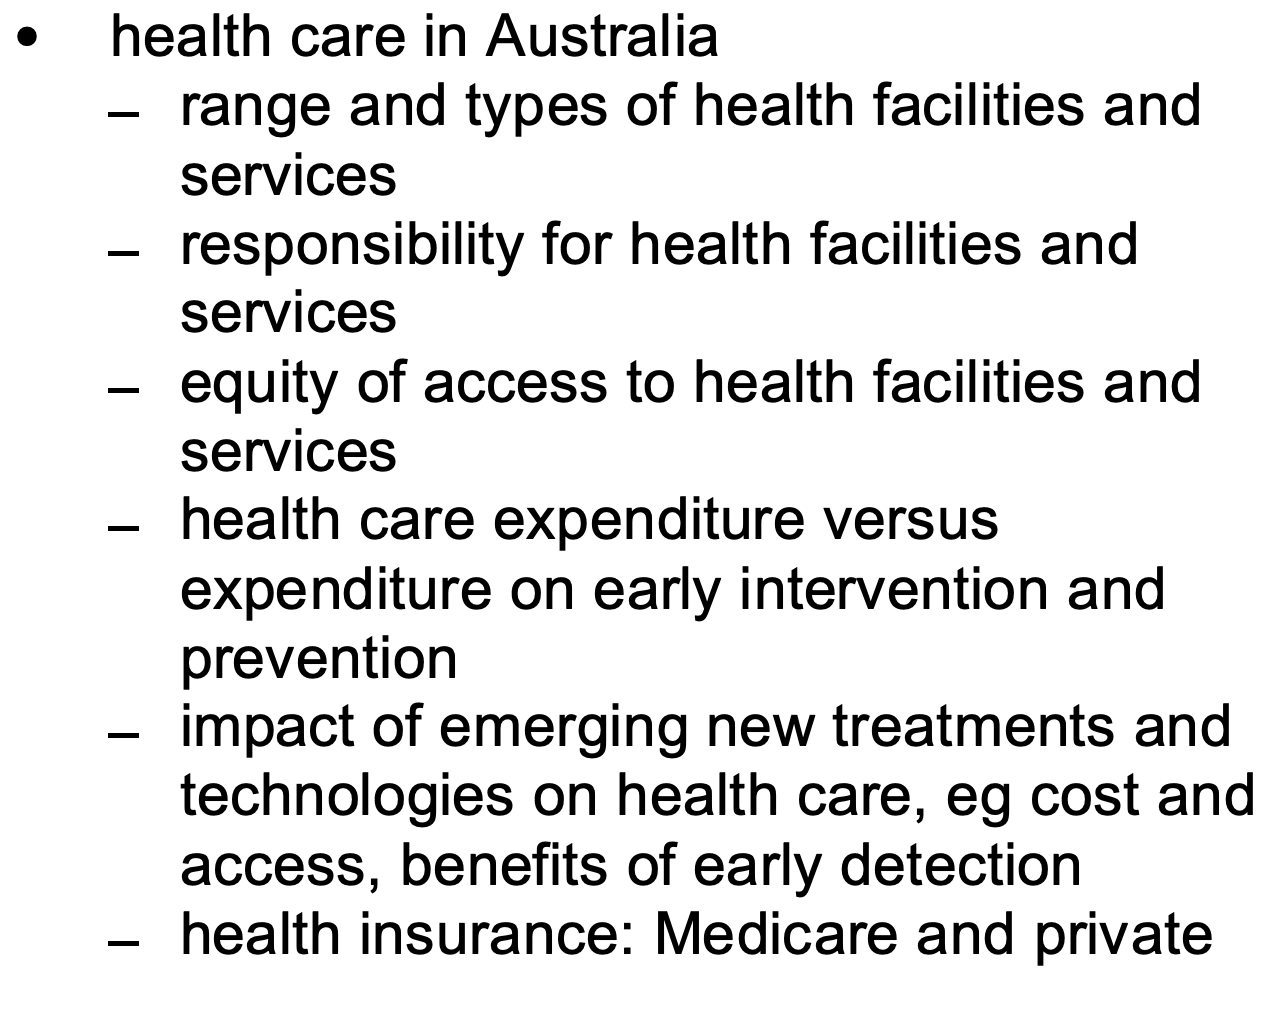 • health care in Australia
– range and types of health facilities and
services
– responsibility for health facilities and
services
– equity of access to health facilities and
services
– health care expenditure versus
expenditure on early intervention and
prevention
– impact of emerging new treatments and
technologies on health care, eg cost and
access, benefits of early detection
– health insurance: Medicare and private